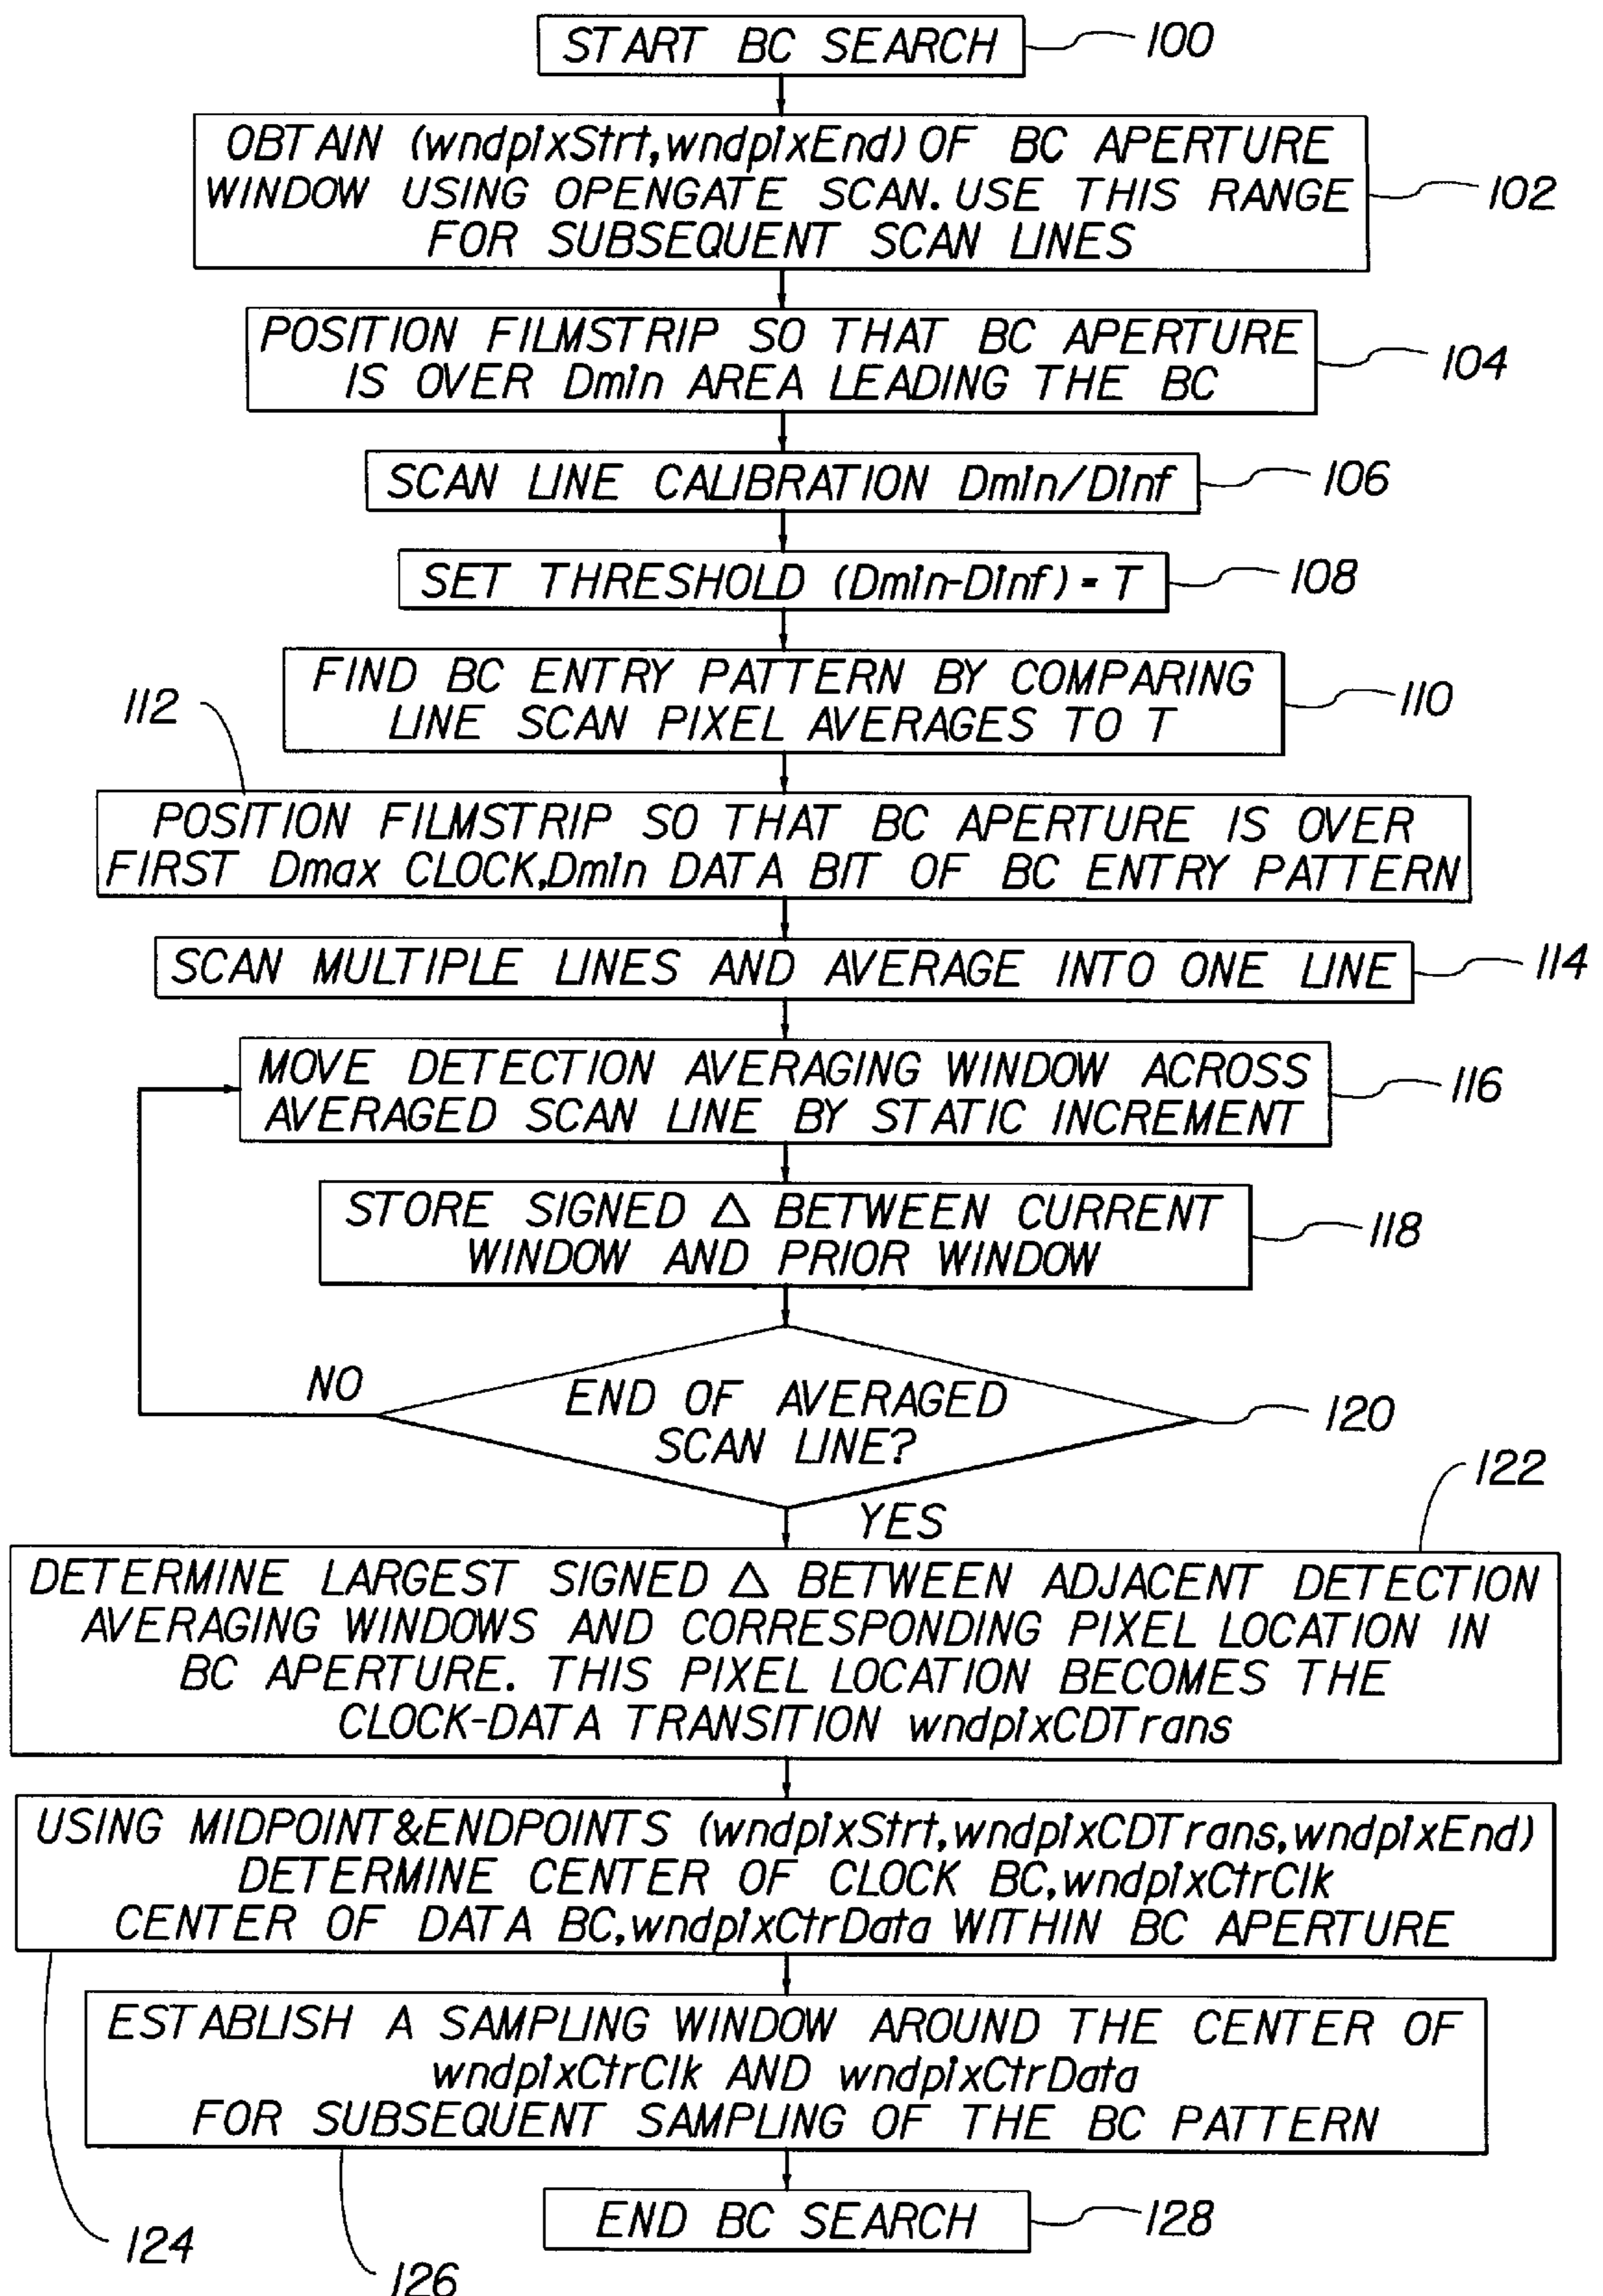 START BC SEARCH
100
OBTAIN (wndpixStrt,wndpixEnd) OF BC APERTURE
WINDOW USING OPENGATE SCAN. USE THIS RANGE
FOR SUBSEQUENT SCAN LINES
102
POSITION FILMSTRIP SO THAT BC APERTURE
IS OVER Dmin AREA LEADING THE BC
104
SCAN LINE CALIBRATION Dmin/Dinf
106
SET THRESHOLD (Dmin-Dinf) = T
108
FIND BC ENTRY PATTERN BY COMPARING
LINE SCAN PIXEL AVERAGES TO T
110
112
POSITION FILMSTRIP SO THAT BC APERTURE IS OVER
FIRST Dmax CLOCK,Dmin DATA BIT OF BC ENTRY PATTERN
SCAN MULTIPLE LINES AND AVERAGE INTO ONE LINE
114
MOVE DETECTION AVERAGING WINDOW ACROSS
AVERAGED SCAN LINE BY STATIC INCREMENT
116
STORE SIGNED Δ BETWEEN CURRENT
WINDOW AND PRIOR WINDOW
118
NO
END OF AVERAGED
SCAN LINE?
120
YES
122
DETERMINE LARGEST SIGNED Δ BETWEEN ADJACENT DETECTION
AVERAGING WINDOWS AND CORRESPONDING PIXEL LOCATION IN
BC APERTURE. THIS PIXEL LOCATION BECOMES THE
CLOCK-DATA TRANSITION wndpixCDTrans
USING MIDPOINT&ENDPOINTS (wndpixStrt,wndpixCDTrans,wndpixEnd)
DETERMINE CENTER OF CLOCK BC,wndpixCtrClk
CENTER OF DATA BC,wndpixCtrData WITHIN BC APERTURE
124
ESTABLISH A SAMPLING WINDOW AROUND THE CENTER OF
wndpixCtrClk AND wndpixCtrData
FOR SUBSEQUENT SAMPLING OF THE BC PATTERN
126
END BC SEARCH
128